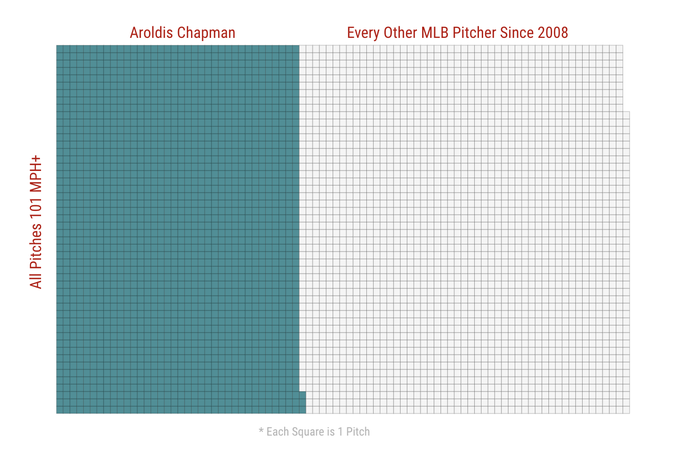 Aroldis Chapman
Every Other MLB Pitcher Since 2008
All Pitches 101 MPH+
* Each Square is 1 Pitch